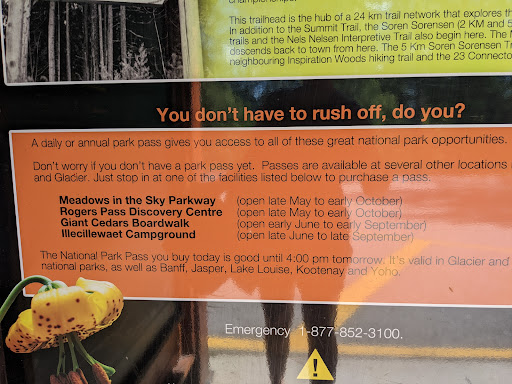 championships.
This trailhead is the hub of a 24 km trail network that explores th
In addition to the Summit Trail, the Soren Sorensen (2 KM and 5
trails and the Nels Nelsen Interpretive Trail also begin here. The
descends back to town from here. The 5 Km Soren Sorensen Tr
neighbouring Inspiration Woods hiking trail and the 23 Connecto
You don't have to rush off, do you?
A daily or annual park pass gives you access to all of these great national park opportunities.
Don't worry if you don't have a park pass yet. Passes are available at several other locations
and Glacier. Just stop in at one of the facilities listed below to purchase a pass.
Meadows in the Sky Parkway (open late May to early October)
Rogers Pass Discovery Centre (open late May to early October)
Giant Cedars Boardwalk (open early June to early September)
Illecillewaet Campground (open late June to late September)
The National Park Pass you buy today is good until 4:00 pm tomorrow. It's valid in Glacier and
national parks, as well as Banff, Jasper, Lake Louise, Kootenay and Yoho.
Emergency 1-877-852-3100.